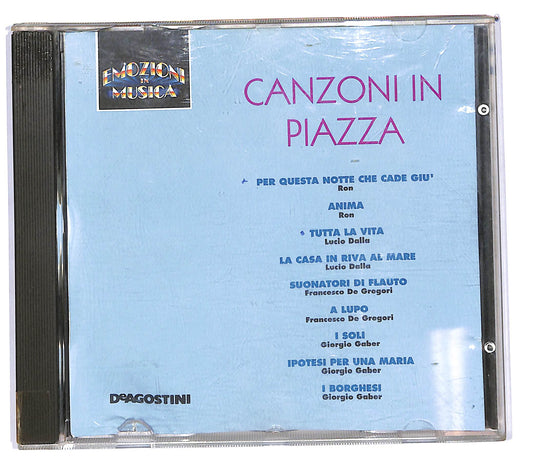 EMOZIONI
IN
MUSICA
CANZONI IN
PIAZZA
PER QUESTA NOTTE CHE CADE GIU'
Ron
ANIMA
Ron
TUTTA LA VITA
Lucio Dalla
LA CASA IN RIVA AL MARE
Lucio Dalla
SUONATORI DI FLAUTO
Francesco De Gregori
A LUPO
Francesco De Gregori
I SOLI
Giorgio Gaber
IPOTESI PER UNA MARIA
Giorgio Gaber
I BORGHESI
Giorgio Gaber
DeAGOSTINI